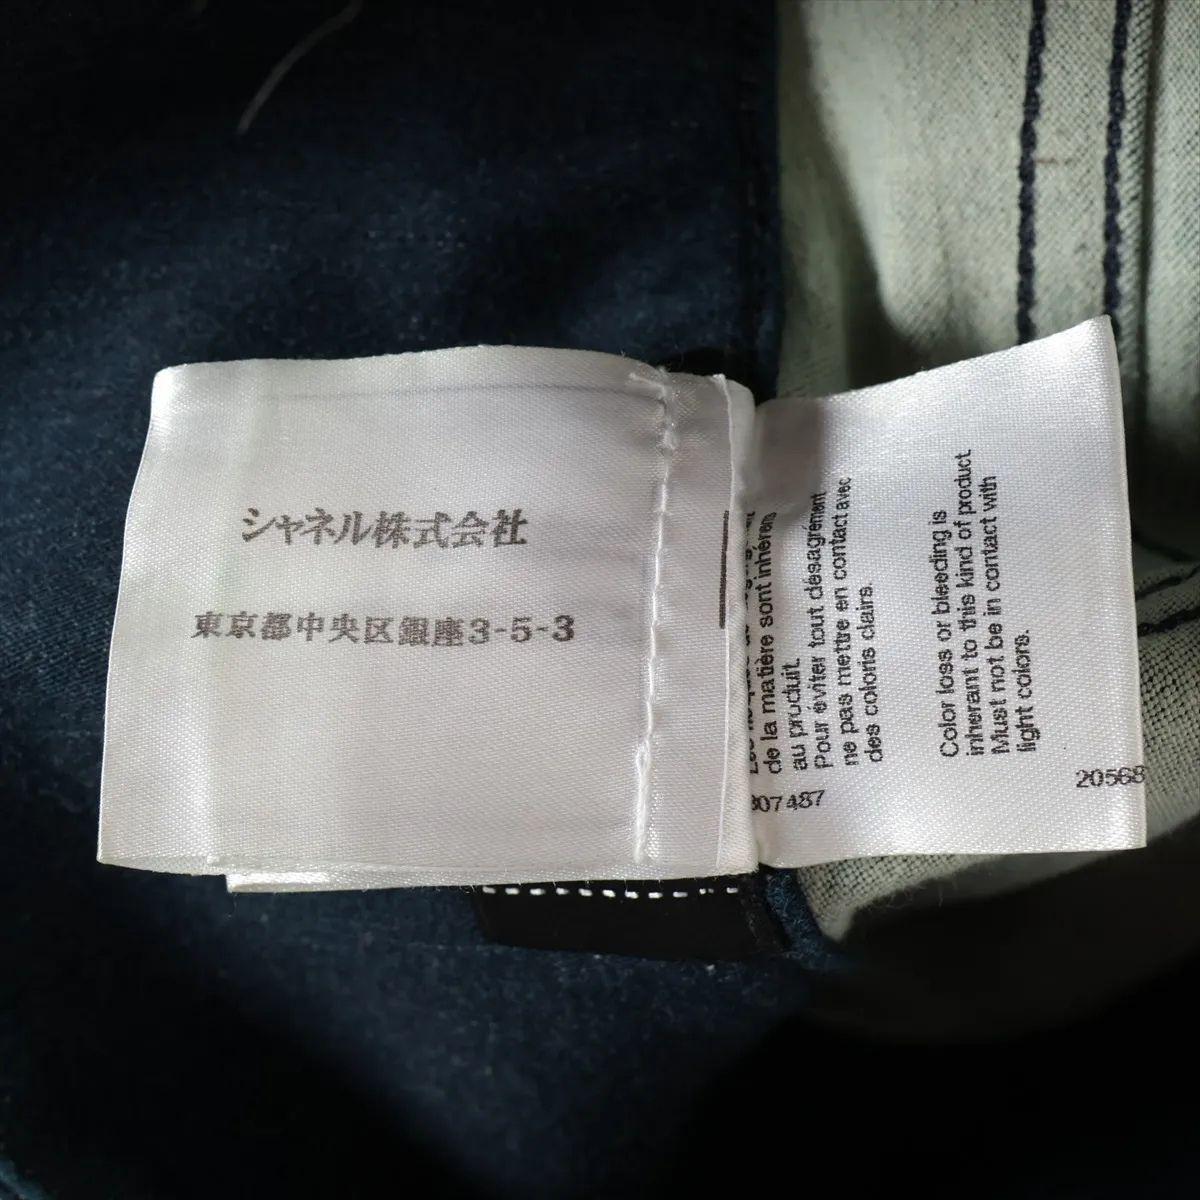 シャネル株式会社
東京都中央区銀座3-5-3
de la matière sont inhérens
au produit.
Pour éviter tout désagrément
ne pas mettre en contact avec
des coloris clairs.
Color loss or bleeding is
inherant to this kind of product.
Must not be in contact with
light colors.
07487
20568